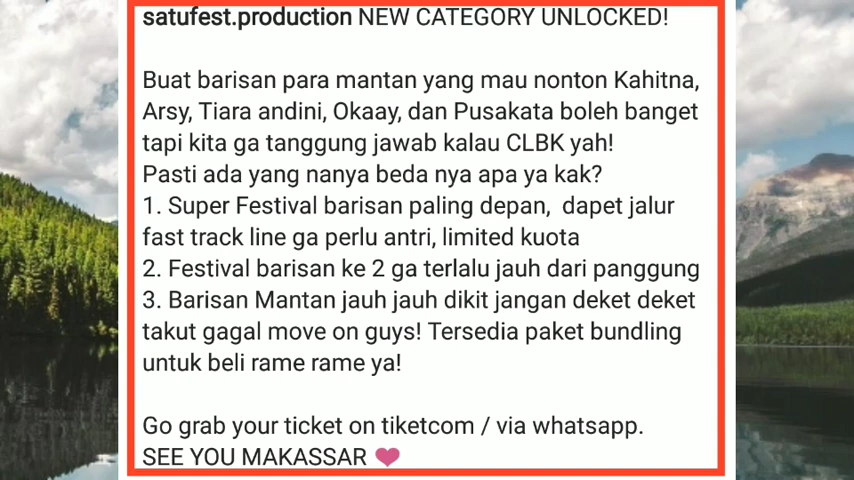 satufest.production NEW CATEGORY UNLOCKED!
Buat barisan para mantan yang mau nonton Kahitna,
Arsy, Tiara andini, Okaay, dan Pusakata boleh banget
tapi kita ga tanggung jawab kalau CLBK yah!
Pasti ada yang nanya beda nya apa ya kak?
1. Super Festival barisan paling depan,  dapet jalur
fast track line ga perlu antri, limited kuota
2. Festival barisan ke 2 ga terlalu jauh dari panggung
3. Barisan Mantan jauh jauh dikit jangan deket deket
takut gagal move on guys! Tersedia paket bundling
untuk beli rame rame ya!
Go grab your ticket on tiketcom / via whatsapp.
SEE YOU MAKASSAR ❤